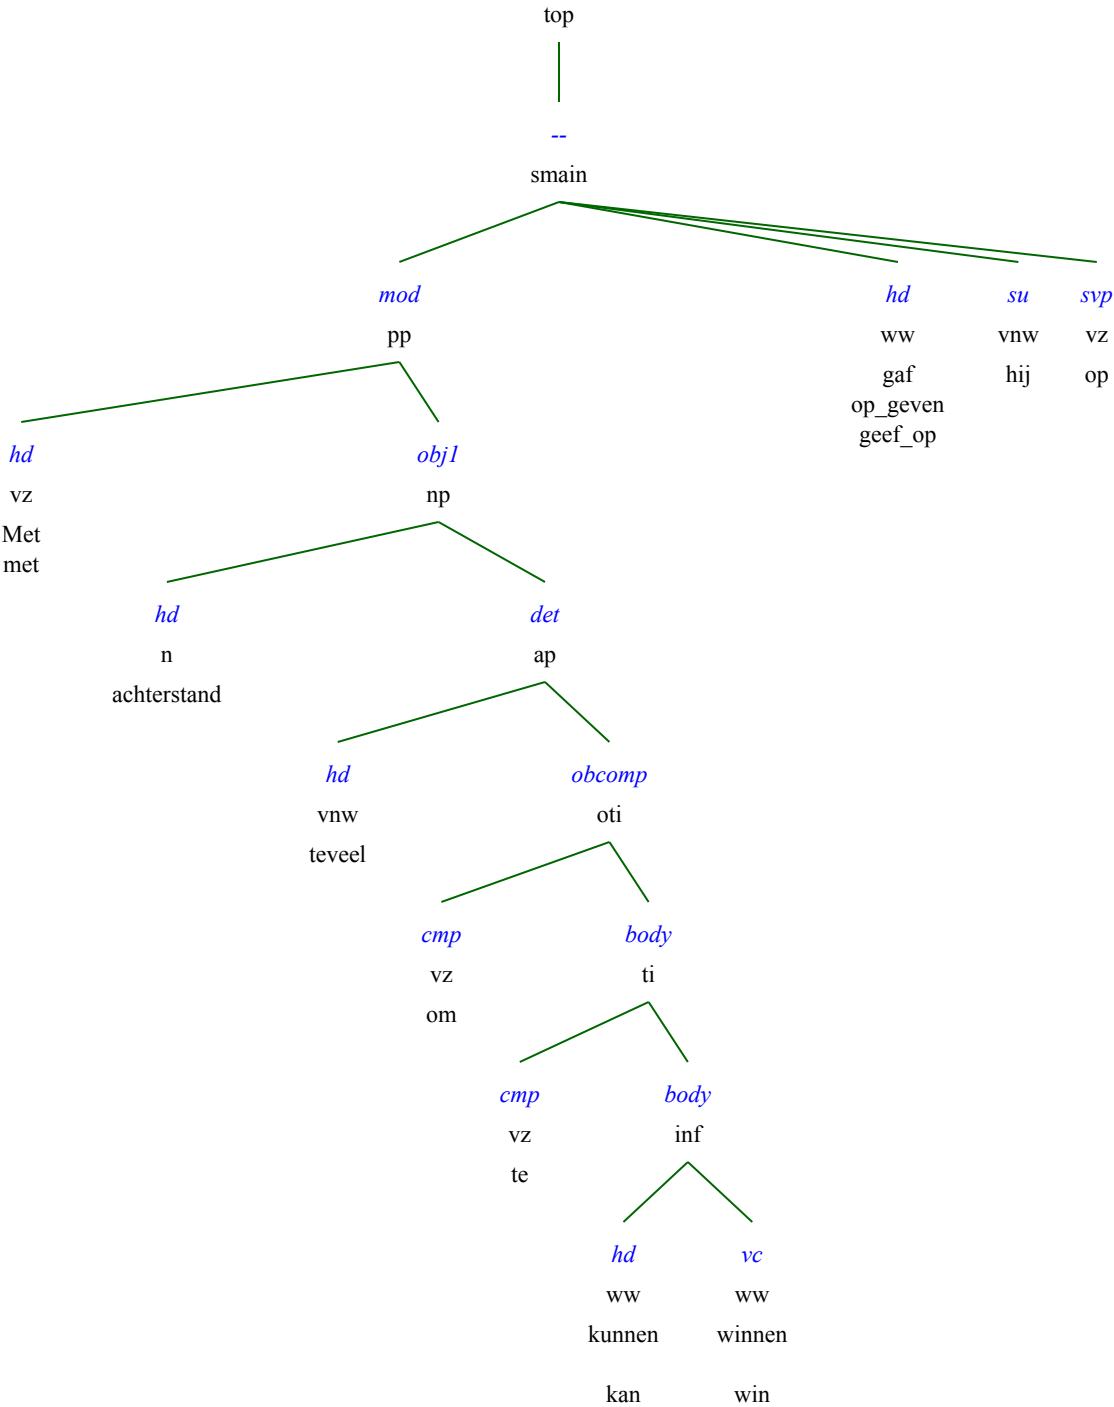 top
--
smain
mod hd su svp
pp ww vnw vz
gaf hij op
op_geven
geef_op
hd obj1
vz np
Met
met
hd det
n ap
achterstand
hd obcomp
vnw oti
teveel
cmp body
vz ti
om
cmp body
vz inf
te
hd vc
ww ww
kunnen winnen
kan win